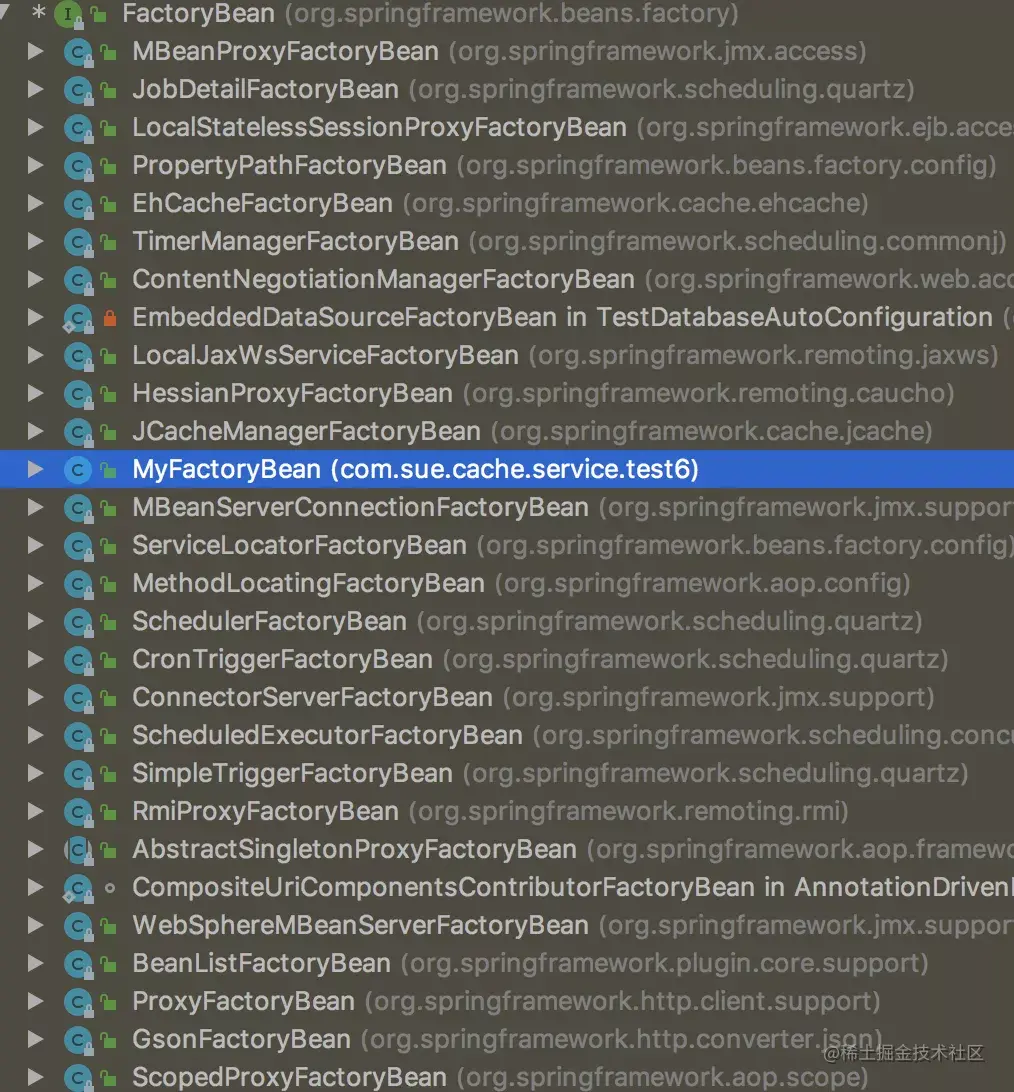 FactoryBean (org.springframework.beans.factory)
MBeanProxyFactoryBean (org.springframework.jmx.access)
JobDetailFactoryBean (org.springframework.scheduling.quartz)
LocalStatelessSessionProxyFactoryBean (org.springframework.ejb.acce
PropertyPathFactoryBean (org.springframework.beans.factory.config)
EhCacheFactoryBean (org.springframework.cache.ehcache)
TimerManagerFactoryBean (org.springframework.scheduling.commonj)
ContentNegotiationManagerFactoryBean (org.springframework.web.acc
EmbeddedDataSourceFactoryBean in TestDatabaseAutoConfiguration (
LocalJaxWsServiceFactoryBean (org.springframework.remoting.jaxws)
HessianProxyFactoryBean (org.springframework.remoting.caucho)
JCacheManagerFactoryBean (org.springframework.cache.jcache)
MyFactoryBean (com.sue.cache.service.test6)
MBeanServerConnectionFactoryBean (org.springframework.jmx.suppor
ServiceLocatorFactoryBean (org.springframework.beans.factory.config)
MethodLocatingFactoryBean (org.springframework.aop.config)
SchedulerFactoryBean (org.springframework.scheduling.quartz)
CronTriggerFactoryBean (org.springframework.scheduling.quartz)
ConnectorServerFactoryBean (org.springframework.jmx.support)
ScheduledExecutorFactoryBean (org.springframework.scheduling.conc
SimpleTriggerFactoryBean (org.springframework.scheduling.quartz)
RmiProxyFactoryBean (org.springframework.remoting.rmi)
AbstractSingletonProxyFactoryBean (org.springframework.aop.framewo
CompositeUriComponentsContributorFactoryBean in AnnotationDriven
WebSphereMBeanServerFactoryBean (org.springframework.jmx.suppor
BeanListFactoryBean (org.springframework.plugin.core.support)
ProxyFactoryBean (org.springframework.http.client.support)
GsonFactoryBean (org.springframework.http.converter.json)
@稀土掘金技术社区
ScopedProxyFactoryBean (org.springframework.aop.scope)